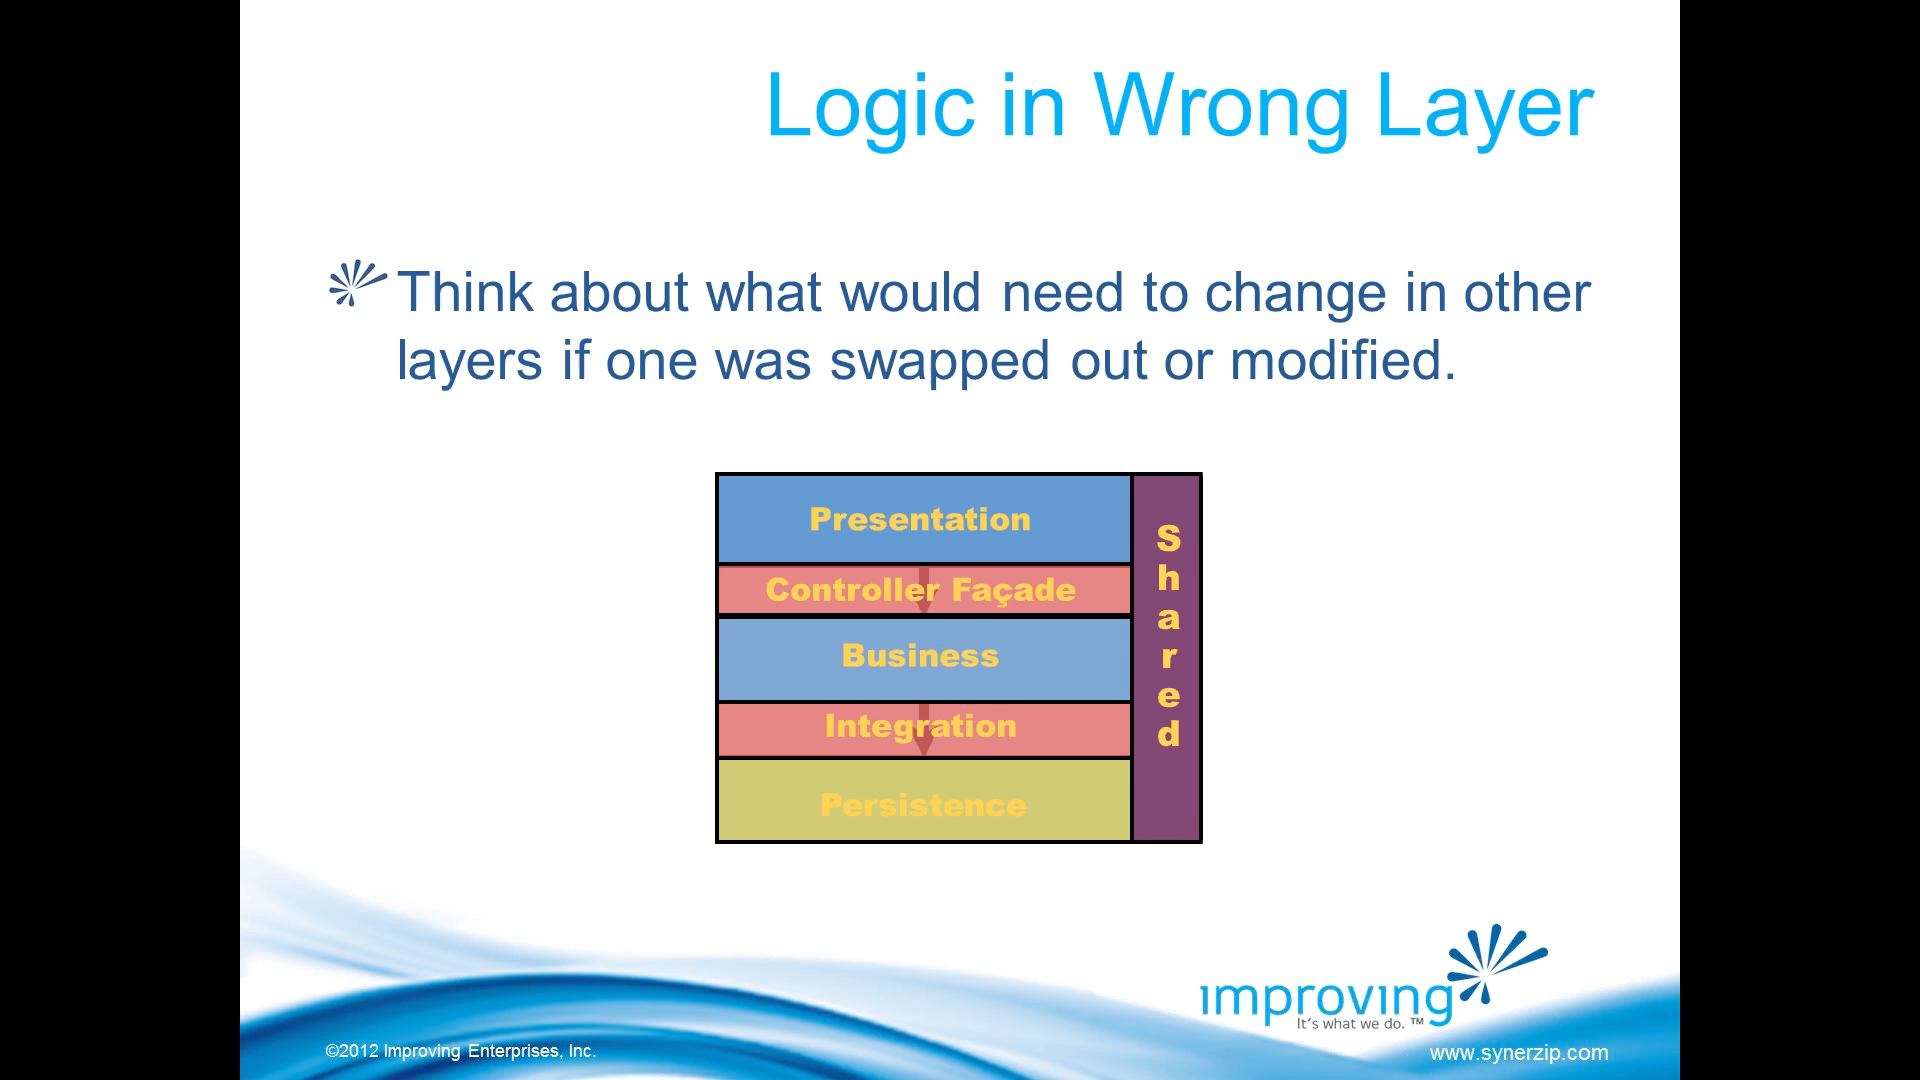 Logic in Wrong Layer
Think about what would need to change in other
layers if one was swapped out or modified.
Presentation
Controller Façade
Business
Integration
Persistence
Shared
improving
It's what we do. ™
©2012 Improving Enterprises, Inc.
www.synerzip.com